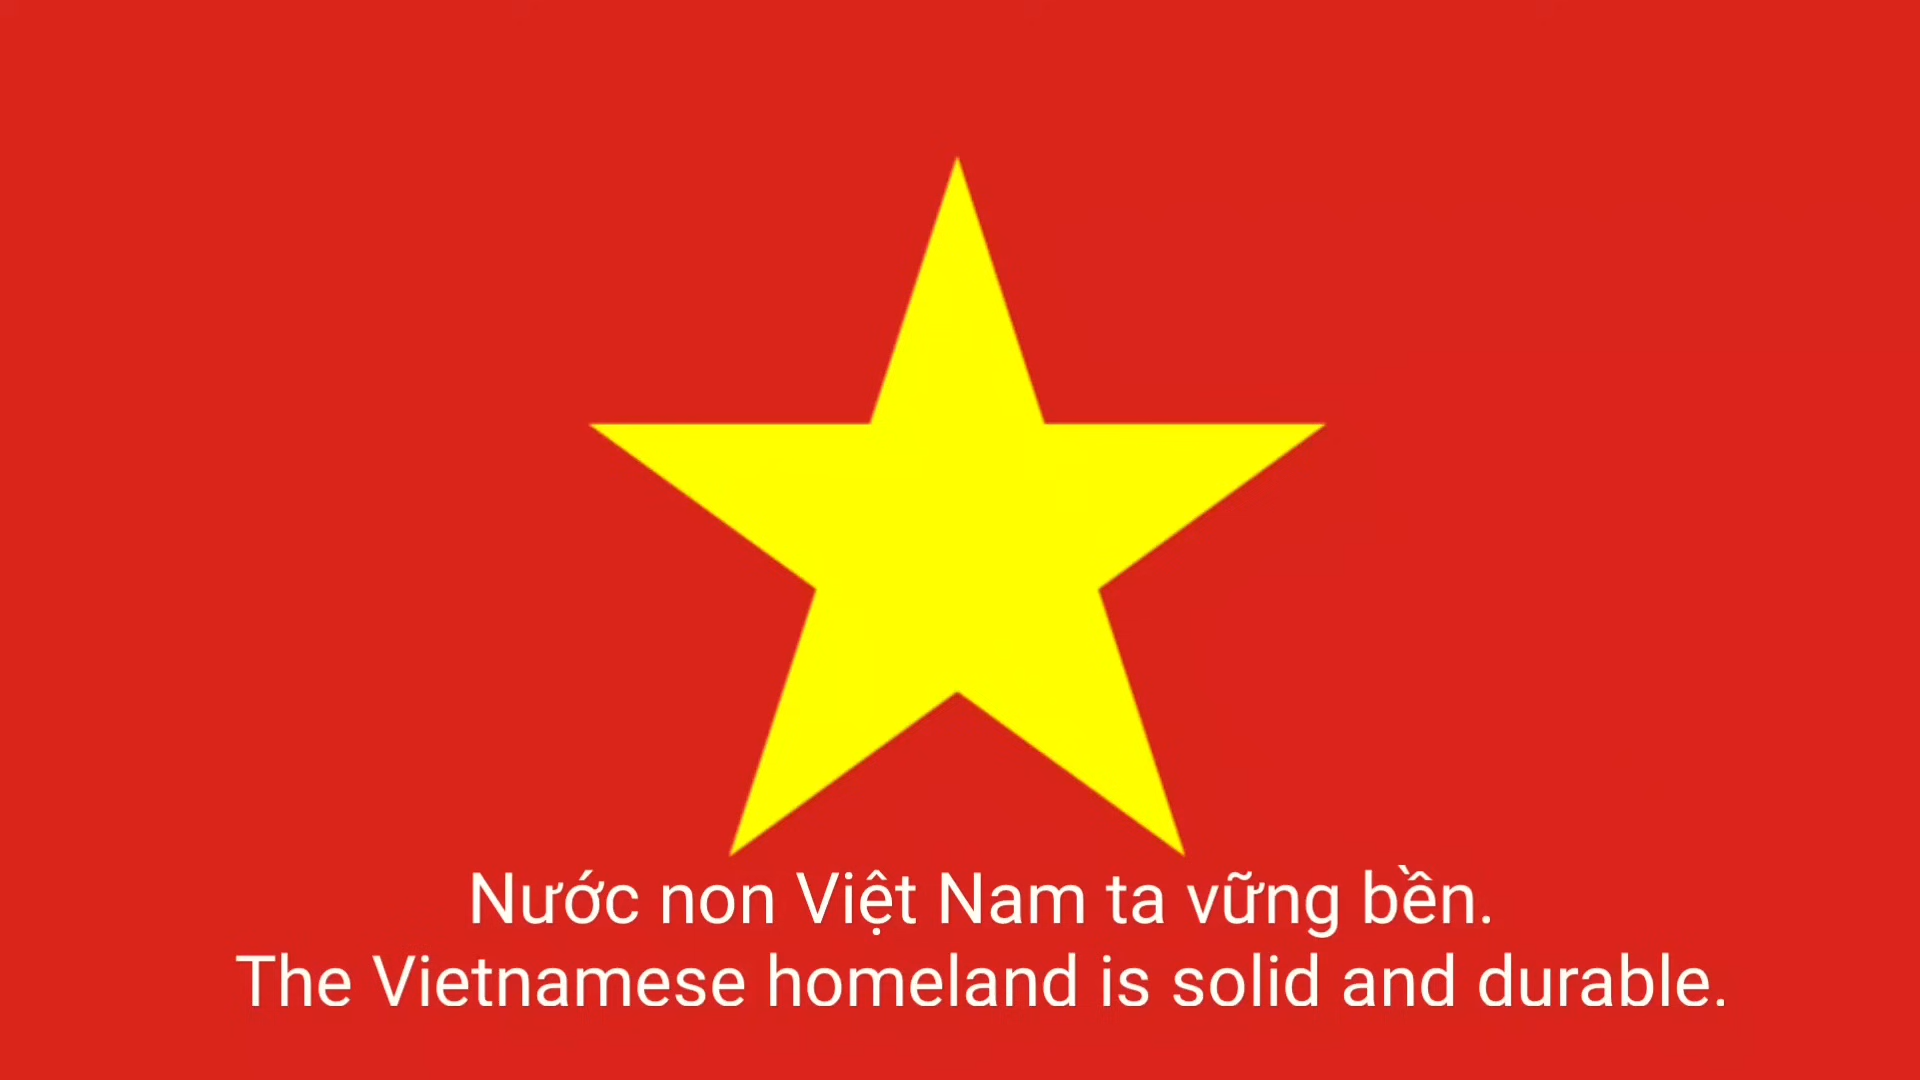 Nước non Việt Nam ta vững bền.
The Vietnamese homeland is solid and durable.